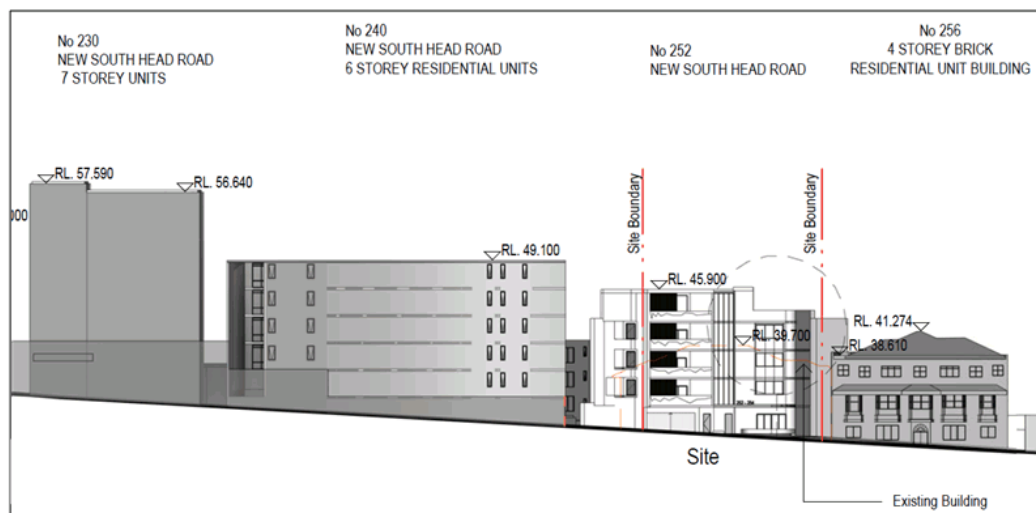 No 230
NEW SOUTH HEAD ROAD
7 STOREY UNITS
No 240
NEW SOUTH HEAD ROAD
6 STOREY RESIDENTIAL UNITS
No 252
NEW SOUTH HEAD ROAD
No 256
4 STOREY BRICK
RESIDENTIAL UNIT BUILDING
RL. 57.590
RL. 56.640
000
RL. 49.100
Site Boundary
RL. 45.900
Site Boundary
RL. 39.700
RL. 41.274
RL. 38.610
Site
Existing Building